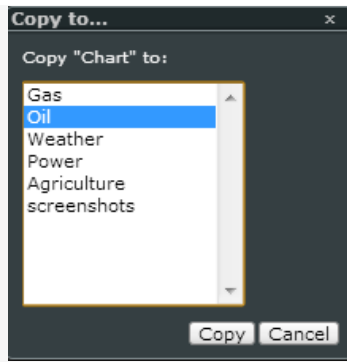 Copy to...
Copy "Chart" to:
Gas
Oil
Weather
Power
Agriculture
screenshots
Copy Cancel